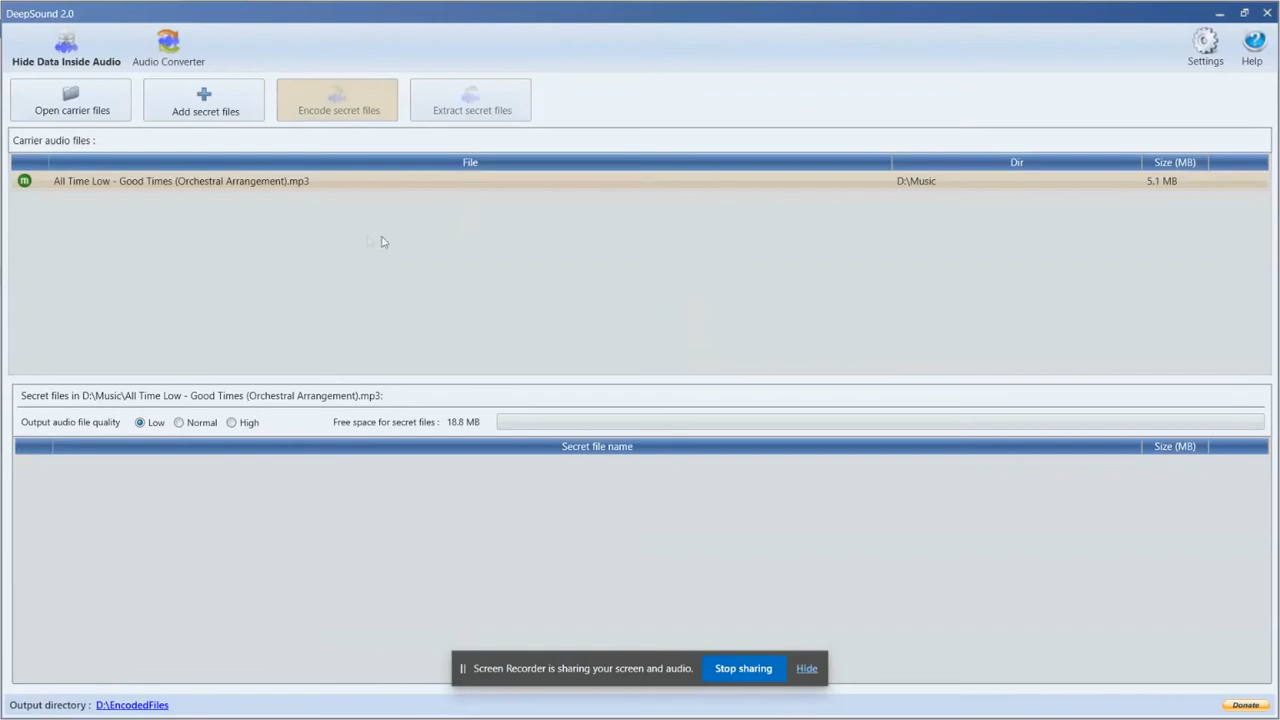 DeepSound 2.0
Hide Data Inside Audio
Audio Converter
Settings
Help
Open carrier files
Add secret files
Encode secret files
Extract secret files
Carrier audio files :
File
Dir
Size (MB)
m
All Time Low - Good Times (Orchestral Arrangement).mp3
D:\Music
5.1 MB
Secret files in D:\Music\All Time Low - Good Times (Orchestral Arrangement).mp3:
Output audio file quality
Low
Normal
High
Free space for secret files :
18.8 MB
Secret file name
Size (MB)
Screen Recorder is sharing your screen and audio.
Stop sharing
Hide
Output directory :
D:\EncodedFiles
Donate